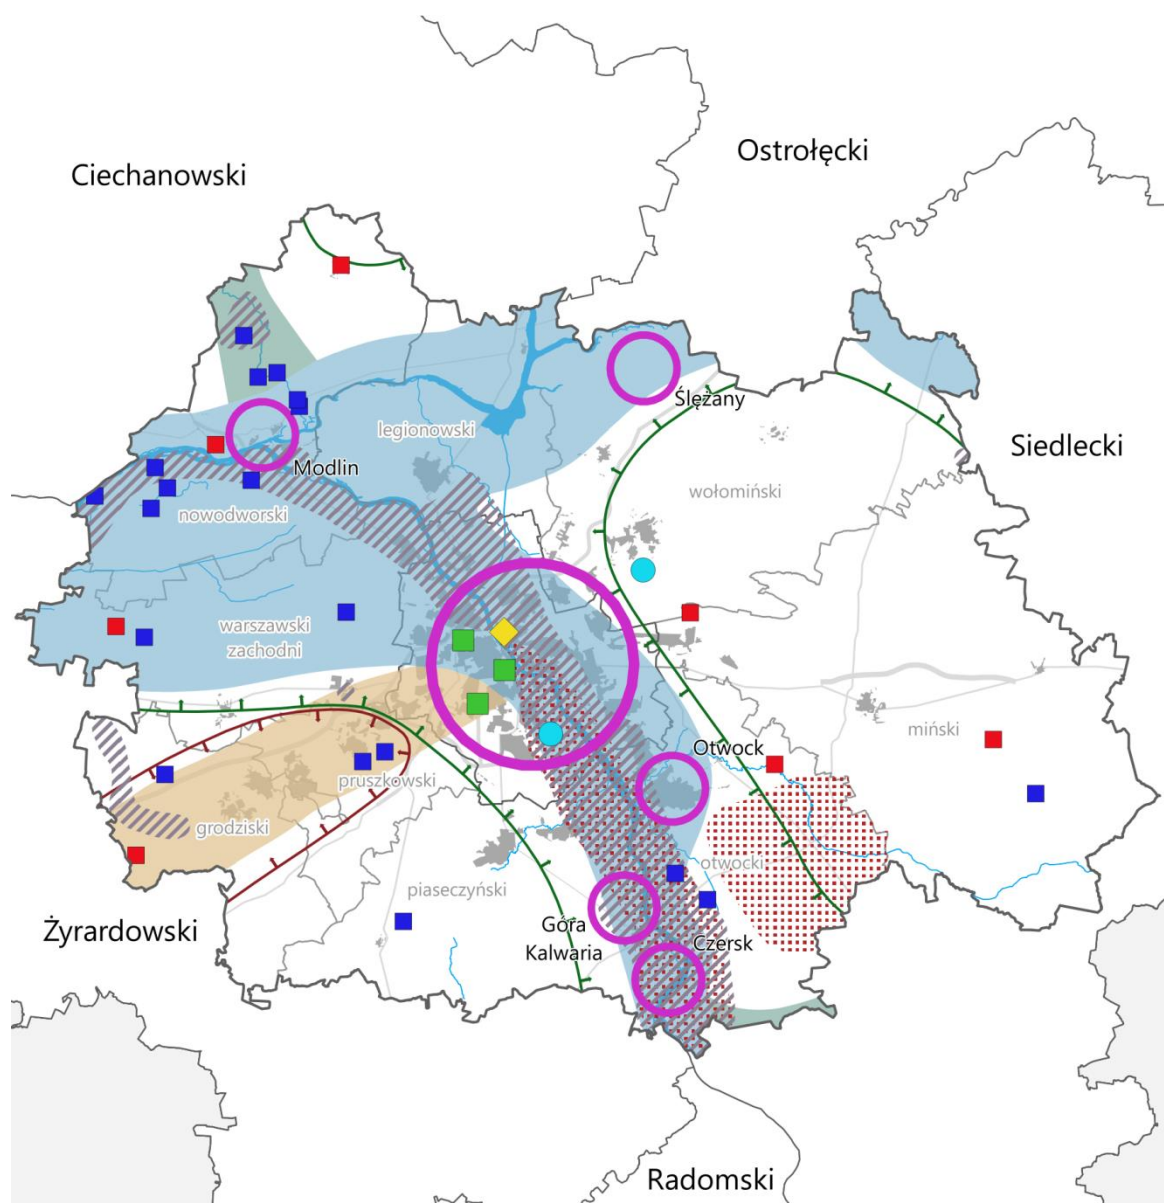 Ostrołęcki
Ciechanowski
Ślężany
legionowski
Siedlecki
Modlin
wołomiński
nowodworski
warszawski
zachodni
miński
Otwock
pruszkowski
grodziski
otwocki
piaseczyński
Góra
Kalwaria
Czersk
Żyrardowski
Radomski